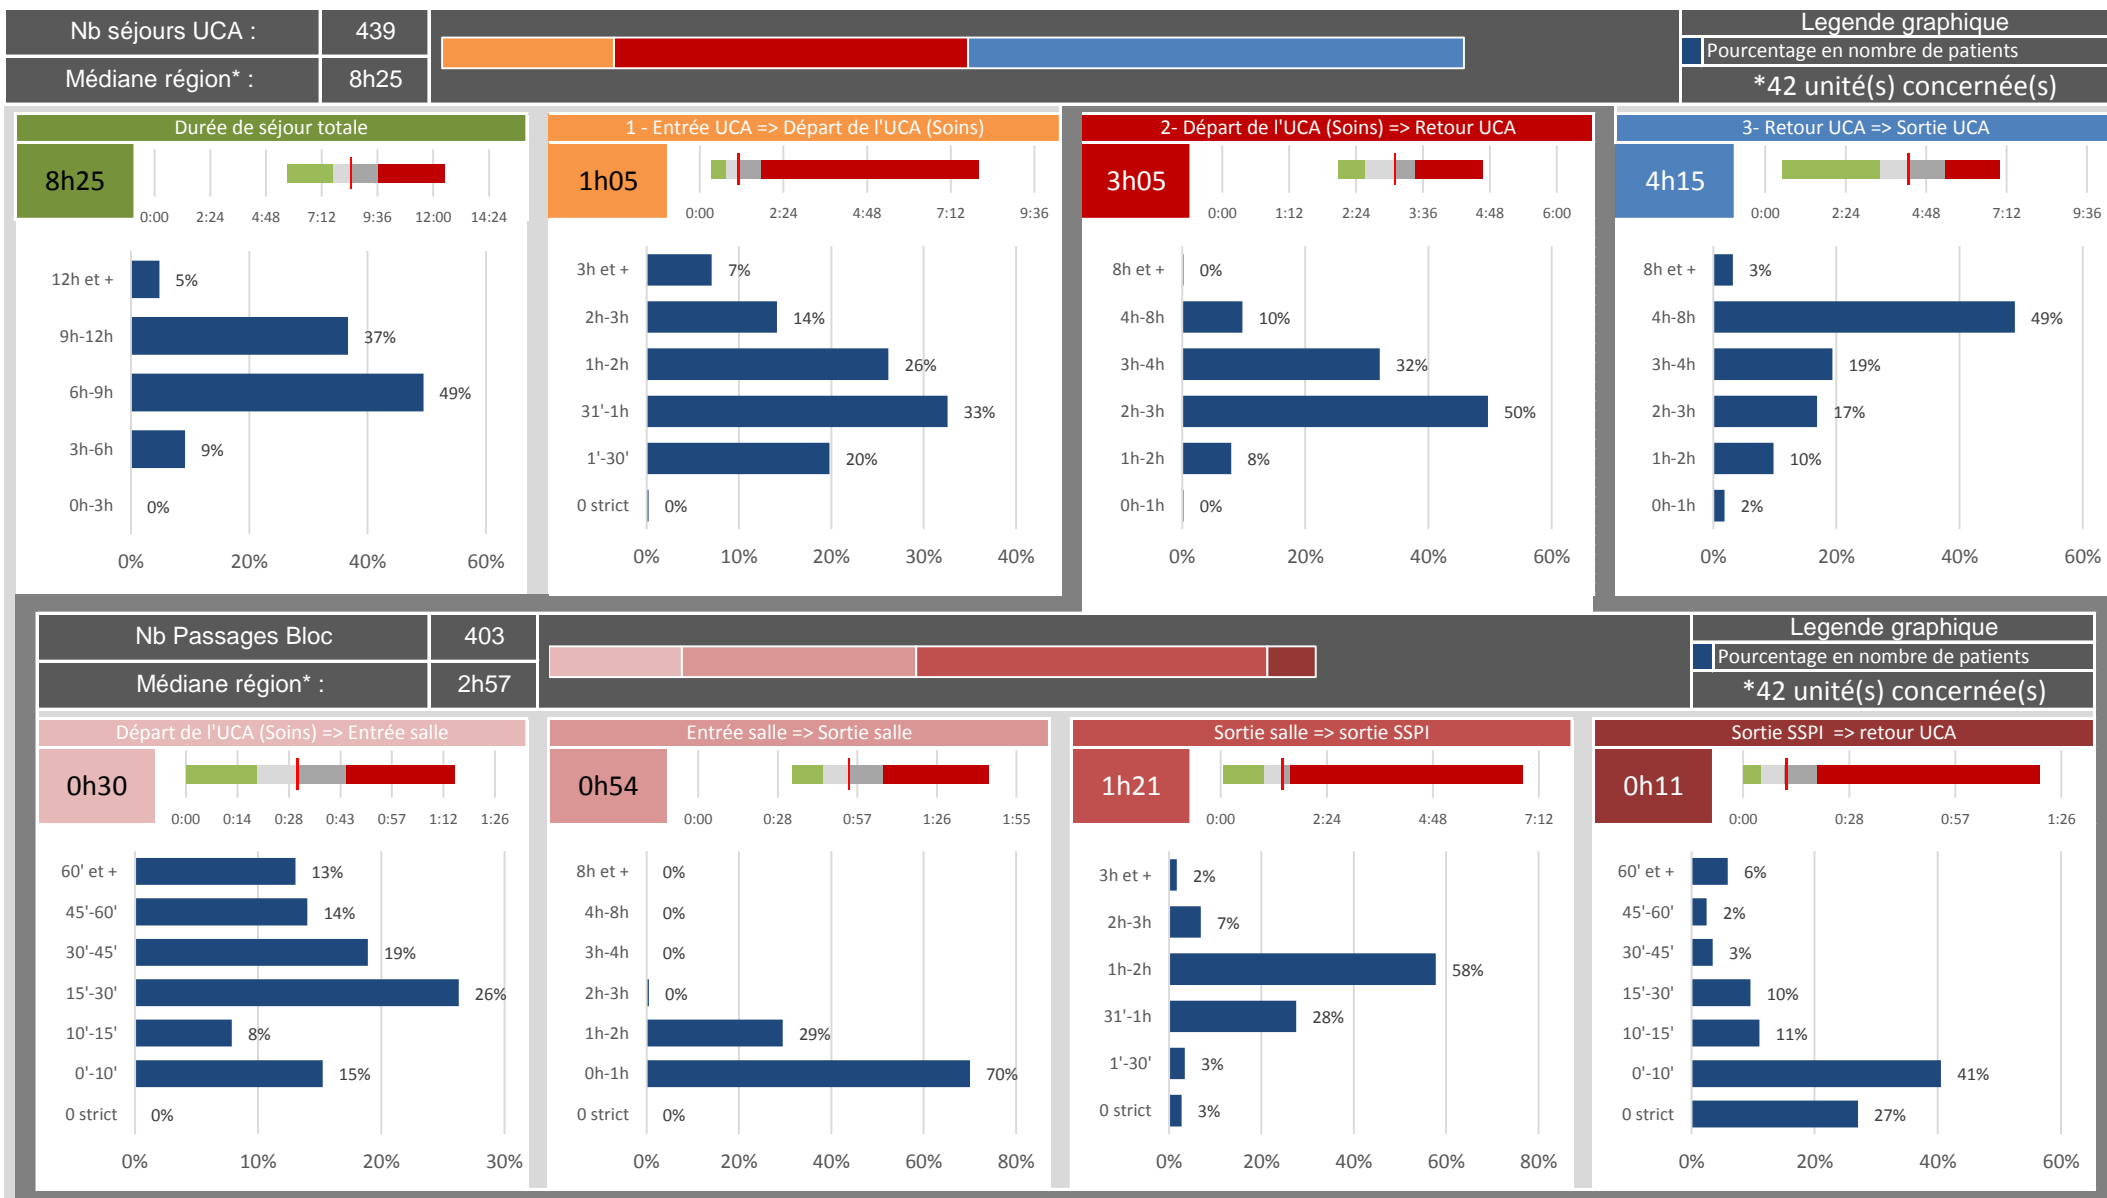 Nb séjours UCA :
439
Médiane région* :
8h25
Legende graphique
Pourcentage en nombre de patients
*42 unité(s) concernée(s)
Durée de séjour totale
8h25
0:00 2:24 4:48 7:12 9:36 12:00 14:24
12h et + 5%
9h-12h 37%
6h-9h 49%
3h-6h 9%
0h-3h 0%
0% 20% 40% 60%
1 - Entrée UCA => Départ de l'UCA (Soins)
1h05
0:00 2:24 4:48 7:12 9:36
3h et + 7%
2h-3h 14%
1h-2h 26%
31'-1h 33%
1'-30' 20%
0 strict 0%
0% 10% 20% 30% 40%
2- Départ de l'UCA (Soins) => Retour UCA
3h05
0:00 1:12 2:24 3:36 4:48 6:00
8h et + 0%
4h-8h 10%
3h-4h 32%
2h-3h 50%
1h-2h 8%
0h-1h 0%
0% 20% 40% 60%
3- Retour UCA => Sortie UCA
4h15
0:00 2:24 4:48 7:12 9:36
8h et + 3%
4h-8h 49%
3h-4h 19%
2h-3h 17%
1h-2h 10%
0h-1h 2%
0% 20% 40% 60%
Nb Passages Bloc
403
Médiane région* :
2h57
Legende graphique
Pourcentage en nombre de patients
*42 unité(s) concernée(s)
Départ de l'UCA (Soins) => Entrée salle
0h30
0:00 0:14 0:28 0:43 0:57 1:12 1:26
60' et + 13%
45'-60' 14%
30'-45' 19%
15'-30' 26%
10'-15' 8%
0'-10' 15%
0 strict 0%
0% 10% 20% 30%
Entrée salle => Sortie salle
0h54
0:00 0:28 0:57 1:26 1:55
8h et + 0%
4h-8h 0%
3h-4h 0%
2h-3h 0%
1h-2h 29%
0h-1h 70%
0 strict 0%
0% 20% 40% 60% 80%
Sortie salle => sortie SSPI
1h21
0:00 2:24 4:48 7:12
3h et + 2%
2h-3h 7%
1h-2h 58%
31'-1h 28%
1'-30' 3%
0 strict 3%
0% 20% 40% 60% 80%
Sortie SSPI => retour UCA
0h11
0:00 0:28 0:57 1:26
60' et + 6%
45'-60' 2%
30'-45' 3%
15'-30' 10%
10'-15' 11%
0'-10' 41%
0 strict 27%
0% 20% 40% 60%